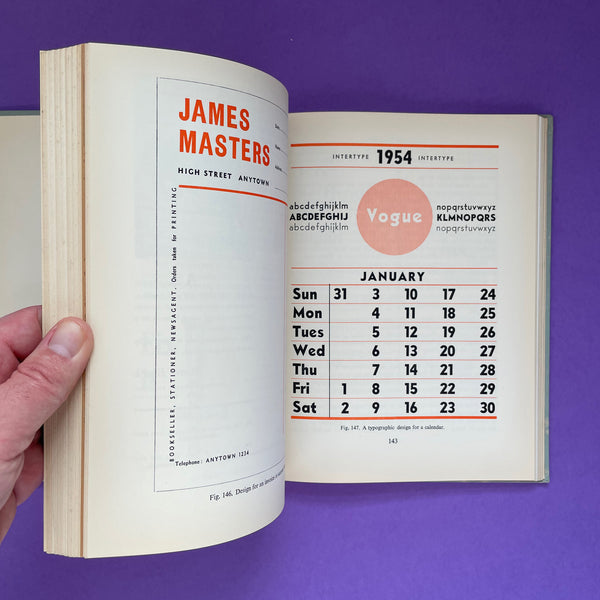 JAMES
MASTERS
HIGH STREET ANYTOWN
BOOKSELLER, STATIONER, NEWSAGENT, Orders taken for PRINTING
Telephone: ANYTOWN 1234
Fig. 146. Design for an invoice
INTERTYPE 1954 INTERTYPE
abcdefghijklm nopqrstuvwxyz
ABCDEFGHIJ Vogue KLMNOPQRS
abcdefghijklm nopqrstuvwxyz
JANUARY
Sun 31 3 10 17 24
Mon 4 11 18 25
Tues 5 12 19 26
Wed 6 13 20 27
Thu 7 14 21 28
Fri 1 8 15 22 29
Sat 2 9 16 23 30
Fig. 147. A typographic design for a calendar.
143